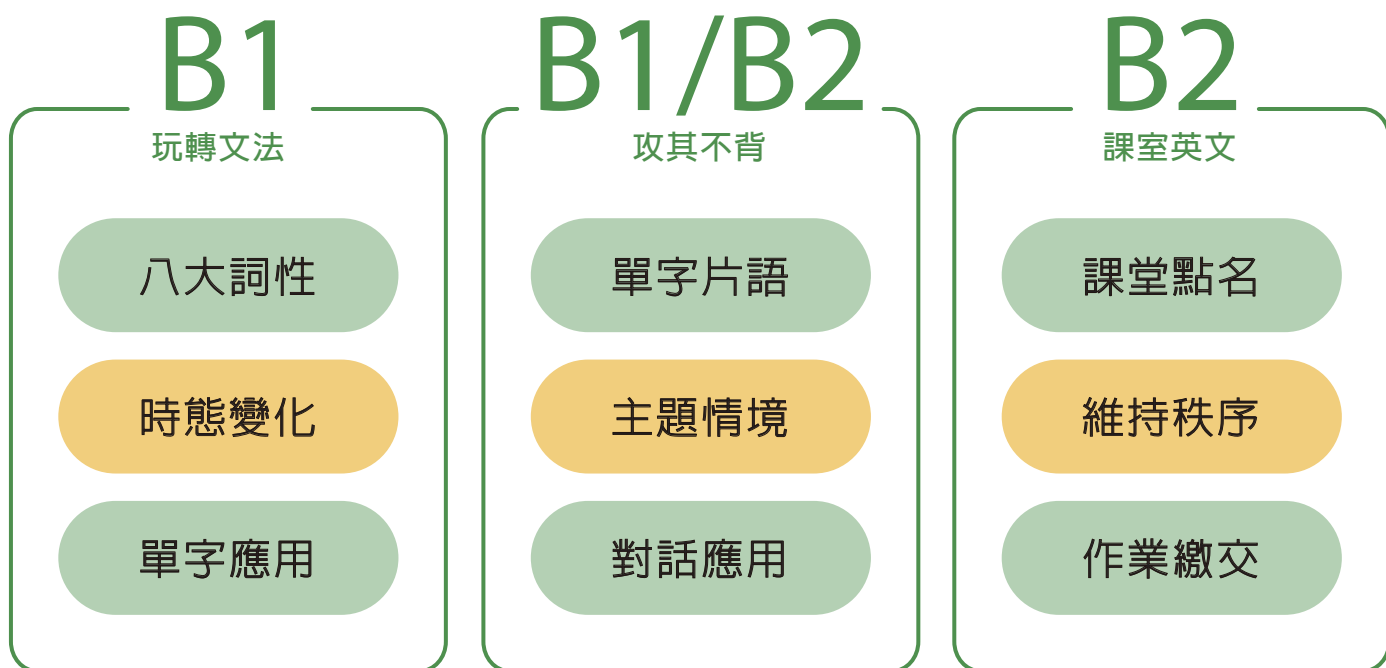 B1
玩轉文法
八大詞性
時態變化
單字應用
B1/B2
攻其不背
單字片語
主題情境
對話應用
B2
課室英文
課堂點名
維持秩序
作業繳交